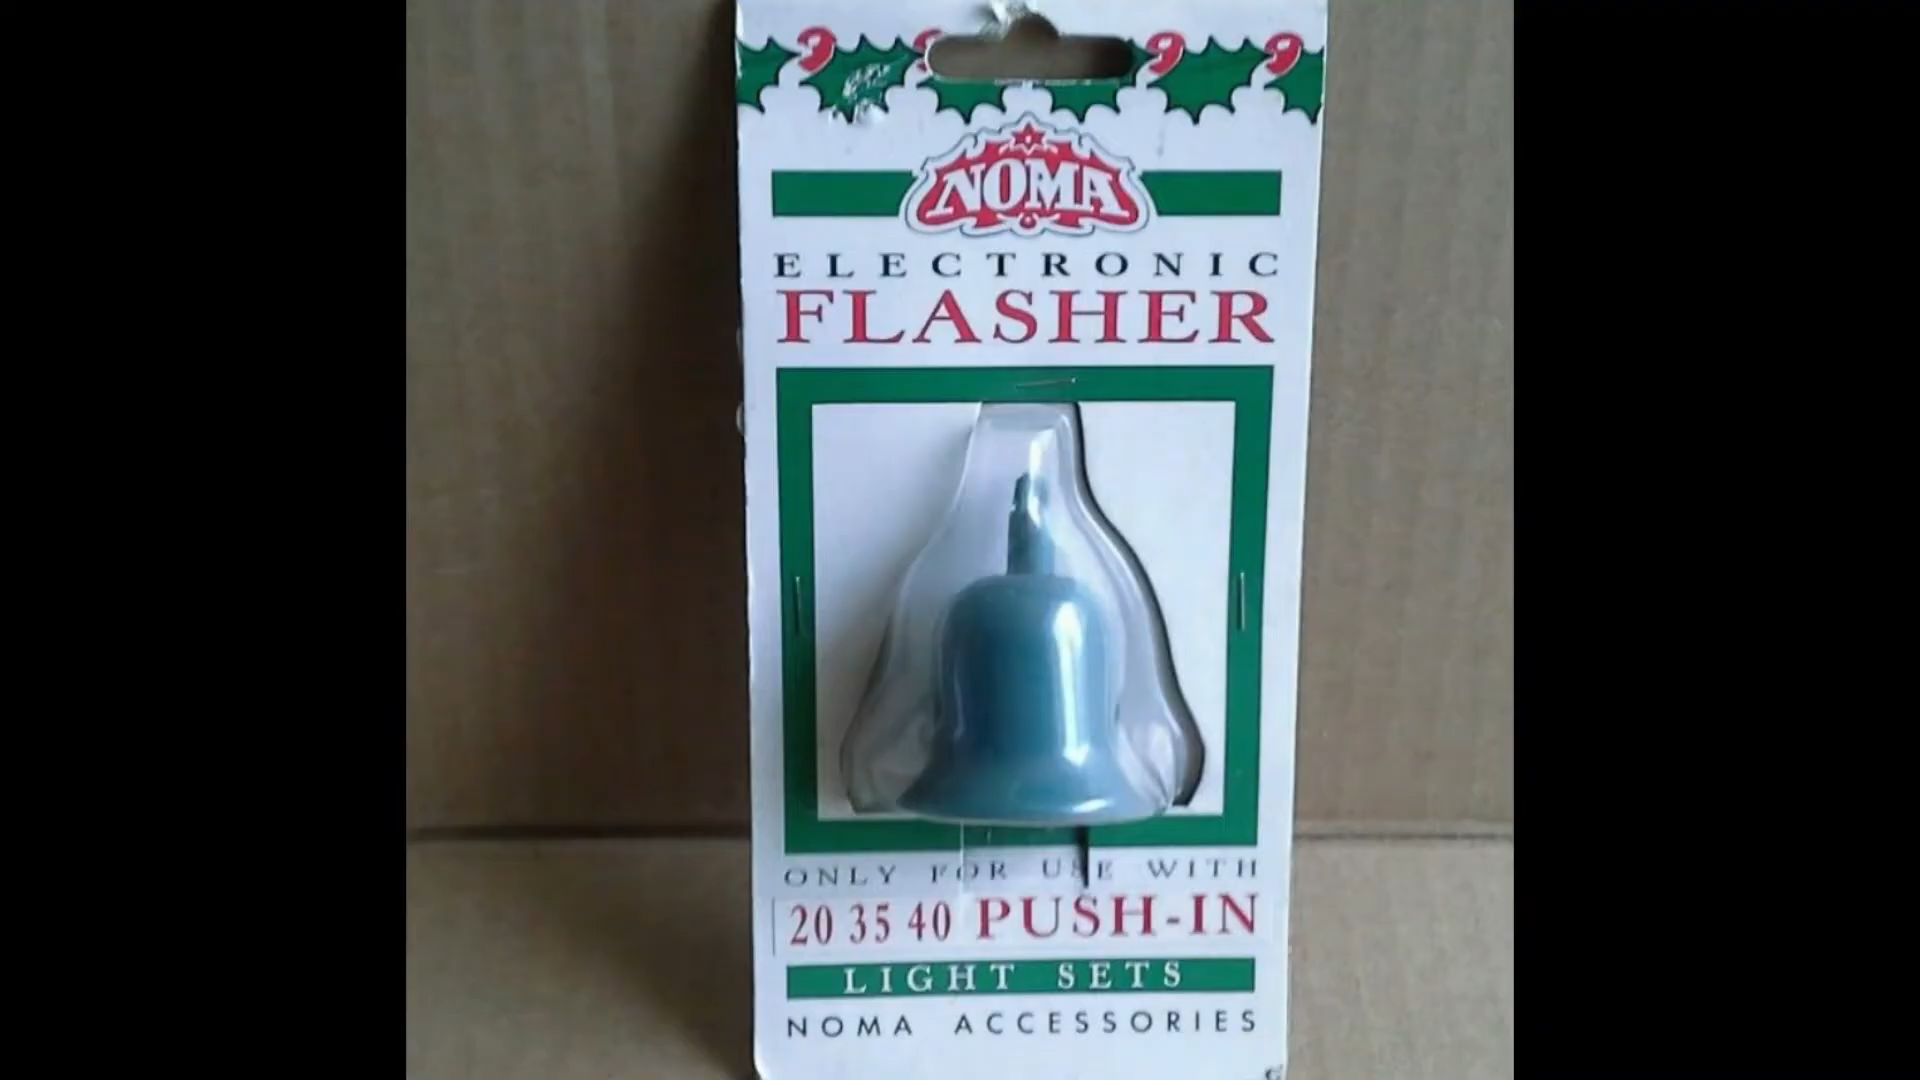 NOMA
ELECTRONIC
FLASHER
ONLY FOR USE WITH
20 35 40 PUSH-IN
LIGHT SETS
NOMA ACCESSORIES